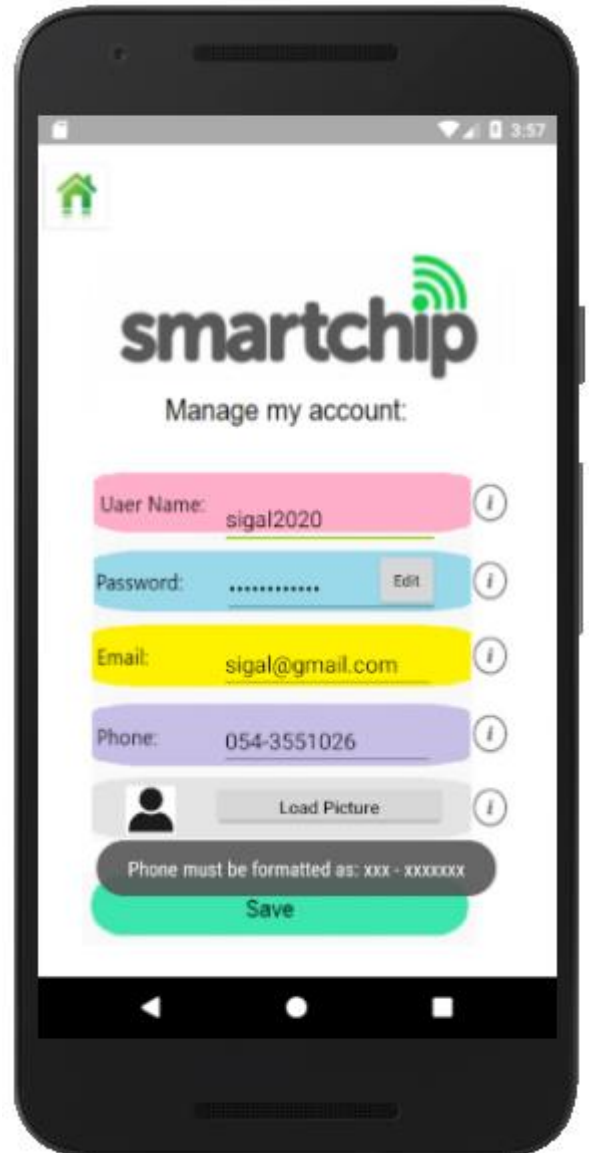 3:57
smartchip
Manage my account:
Uaer Name: sigal2020
Password: ............ Edit
Email: sigal@gmail.com
Phone: 054-3551026
Load Picture
Phone must be formatted as: xxx - xxxxxxx
Save